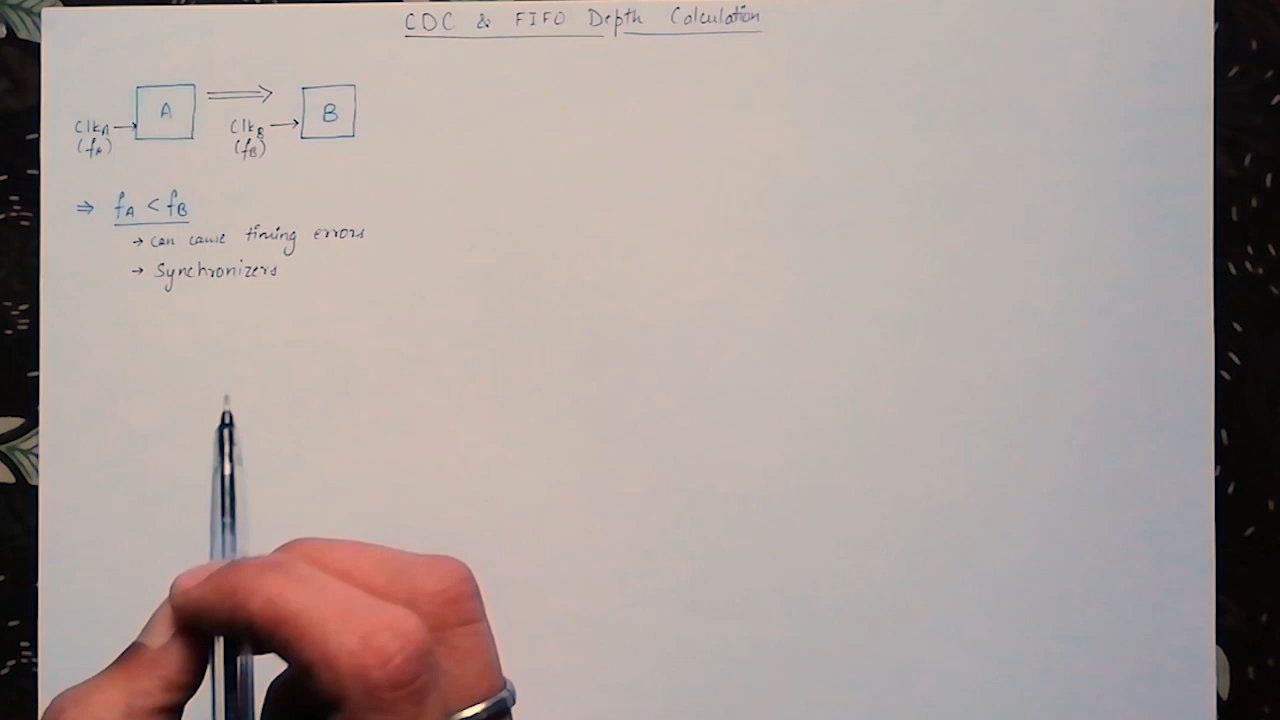 CDC & FIFO Depth Calculation
A
B
ClkA →
(fA)
ClkB →
(fB)
⇒ fA < fB
→ can cause timing errors
→ Synchronizers